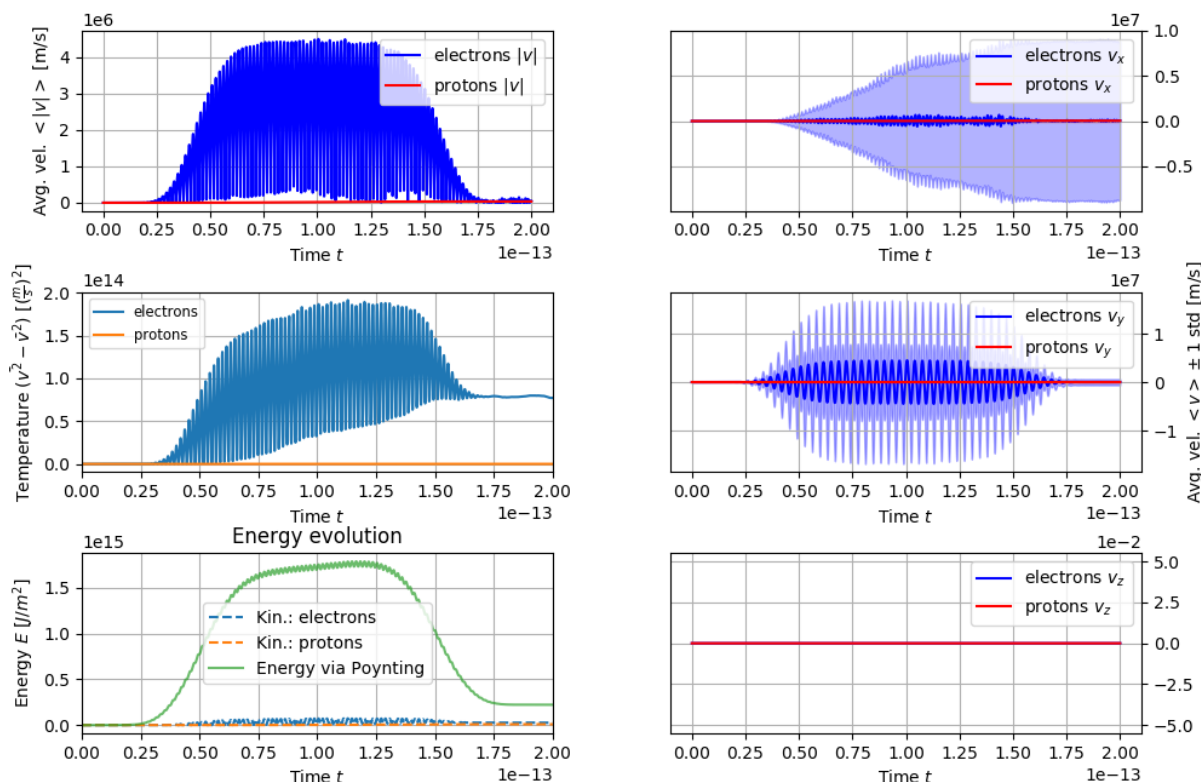 1e6
Avg. vel. < |v| > [m/s]
4
3
2
1
0
electrons |v|
protons |v|
0.00 0.25 0.50 0.75 1.00 1.25 1.50 1.75 2.00
Time t
1e−13
1e7
1.0
0.5
0.0
−0.5
electrons vₓ
protons vₓ
0.00 0.25 0.50 0.75 1.00 1.25 1.50 1.75 2.00
Time t
1e−13
1e14
Temperature (v̄² − v̄²) [(m/s)²]
2.0
1.5
1.0
0.5
0.0
electrons
protons
0.00 0.25 0.50 0.75 1.00 1.25 1.50 1.75 2.00
Time t
1e−13
1e7
Avg. vel. < v > ± 1 std [m/s]
1
0
−1
electrons v_y
protons v_y
0.00 0.25 0.50 0.75 1.00 1.25 1.50 1.75 2.00
Time t
1e−13
Energy evolution
1e15
Energy E [J/m²]
1.5
1.0
0.5
0.0
Kin.: electrons
Kin.: protons
Energy via Poynting
0.00 0.25 0.50 0.75 1.00 1.25 1.50 1.75 2.00
Time t
1e−13
1e−2
5.0
2.5
0.0
−2.5
−5.0
electrons v_z
protons v_z
0.00 0.25 0.50 0.75 1.00 1.25 1.50 1.75 2.00
Time t
1e−13